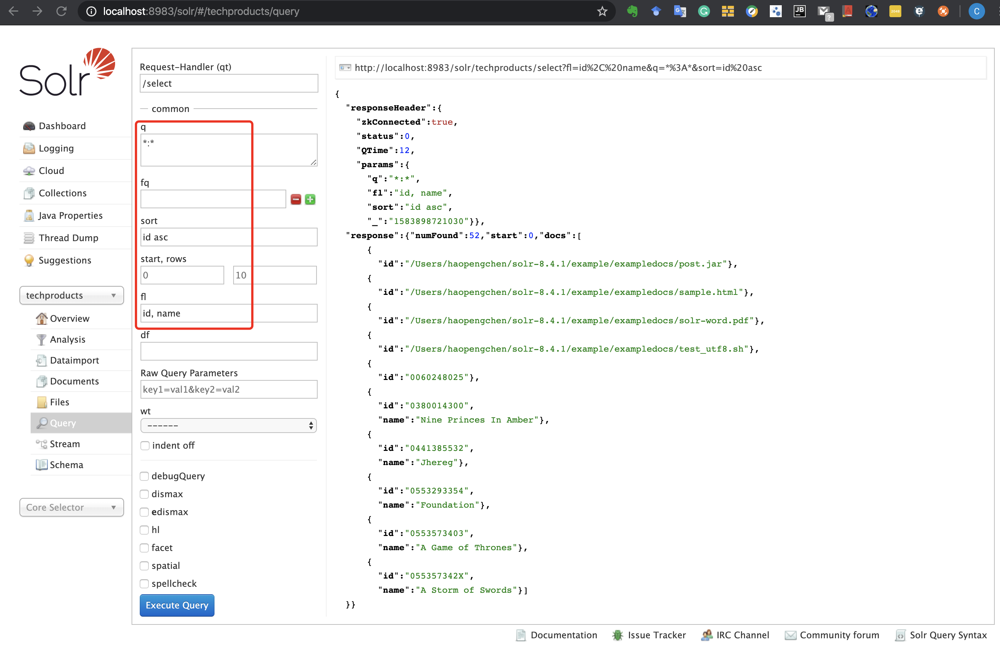 localhost:8983/solr/#/techproducts/query
JB
2048
?
C
Solr
Dashboard
Logging
Cloud
Collections
Java Properties
Thread Dump
Suggestions
techproducts
Overview
Analysis
Dataimport
Documents
Files
Query
Stream
Schema
Core Selector
Request-Handler (qt)
/select
common
q
*:*
fq
sort
id asc
start, rows
0 10
fl
id, name
df
Raw Query Parameters
key1=val1&key2=val2
wt
------
indent off
debugQuery
dismax
edismax
hl
facet
spatial
spellcheck
Execute Query
http://localhost:8983/solr/techproducts/select?fl=id%2C%20name&q=*%3A*&sort=id%20asc
{
"responseHeader":{
"zkConnected":true,
"status":0,
"QTime":12,
"params":{
"q":"*:*",
"fl":"id, name",
"sort":"id asc",
"_":"1583898721030"}},
"response":{"numFound":52,"start":0,"docs":[
{
"id":"/Users/haopengchen/solr-8.4.1/example/exampledocs/post.jar"},
{
"id":"/Users/haopengchen/solr-8.4.1/example/exampledocs/sample.html"},
{
"id":"/Users/haopengchen/solr-8.4.1/example/exampledocs/solr-word.pdf"},
{
"id":"/Users/haopengchen/solr-8.4.1/example/exampledocs/test_utf8.sh"},
{
"id":"0060248025"},
{
"id":"0380014300",
"name":"Nine Princes In Amber"},
{
"id":"0441385532",
"name":"Jhereg"},
{
"id":"0553293354",
"name":"Foundation"},
{
"id":"0553573403",
"name":"A Game of Thrones"},
{
"id":"055357342X",
"name":"A Storm of Swords"}]
}}
Documentation Issue Tracker IRC Channel Community forum Solr Query Syntax